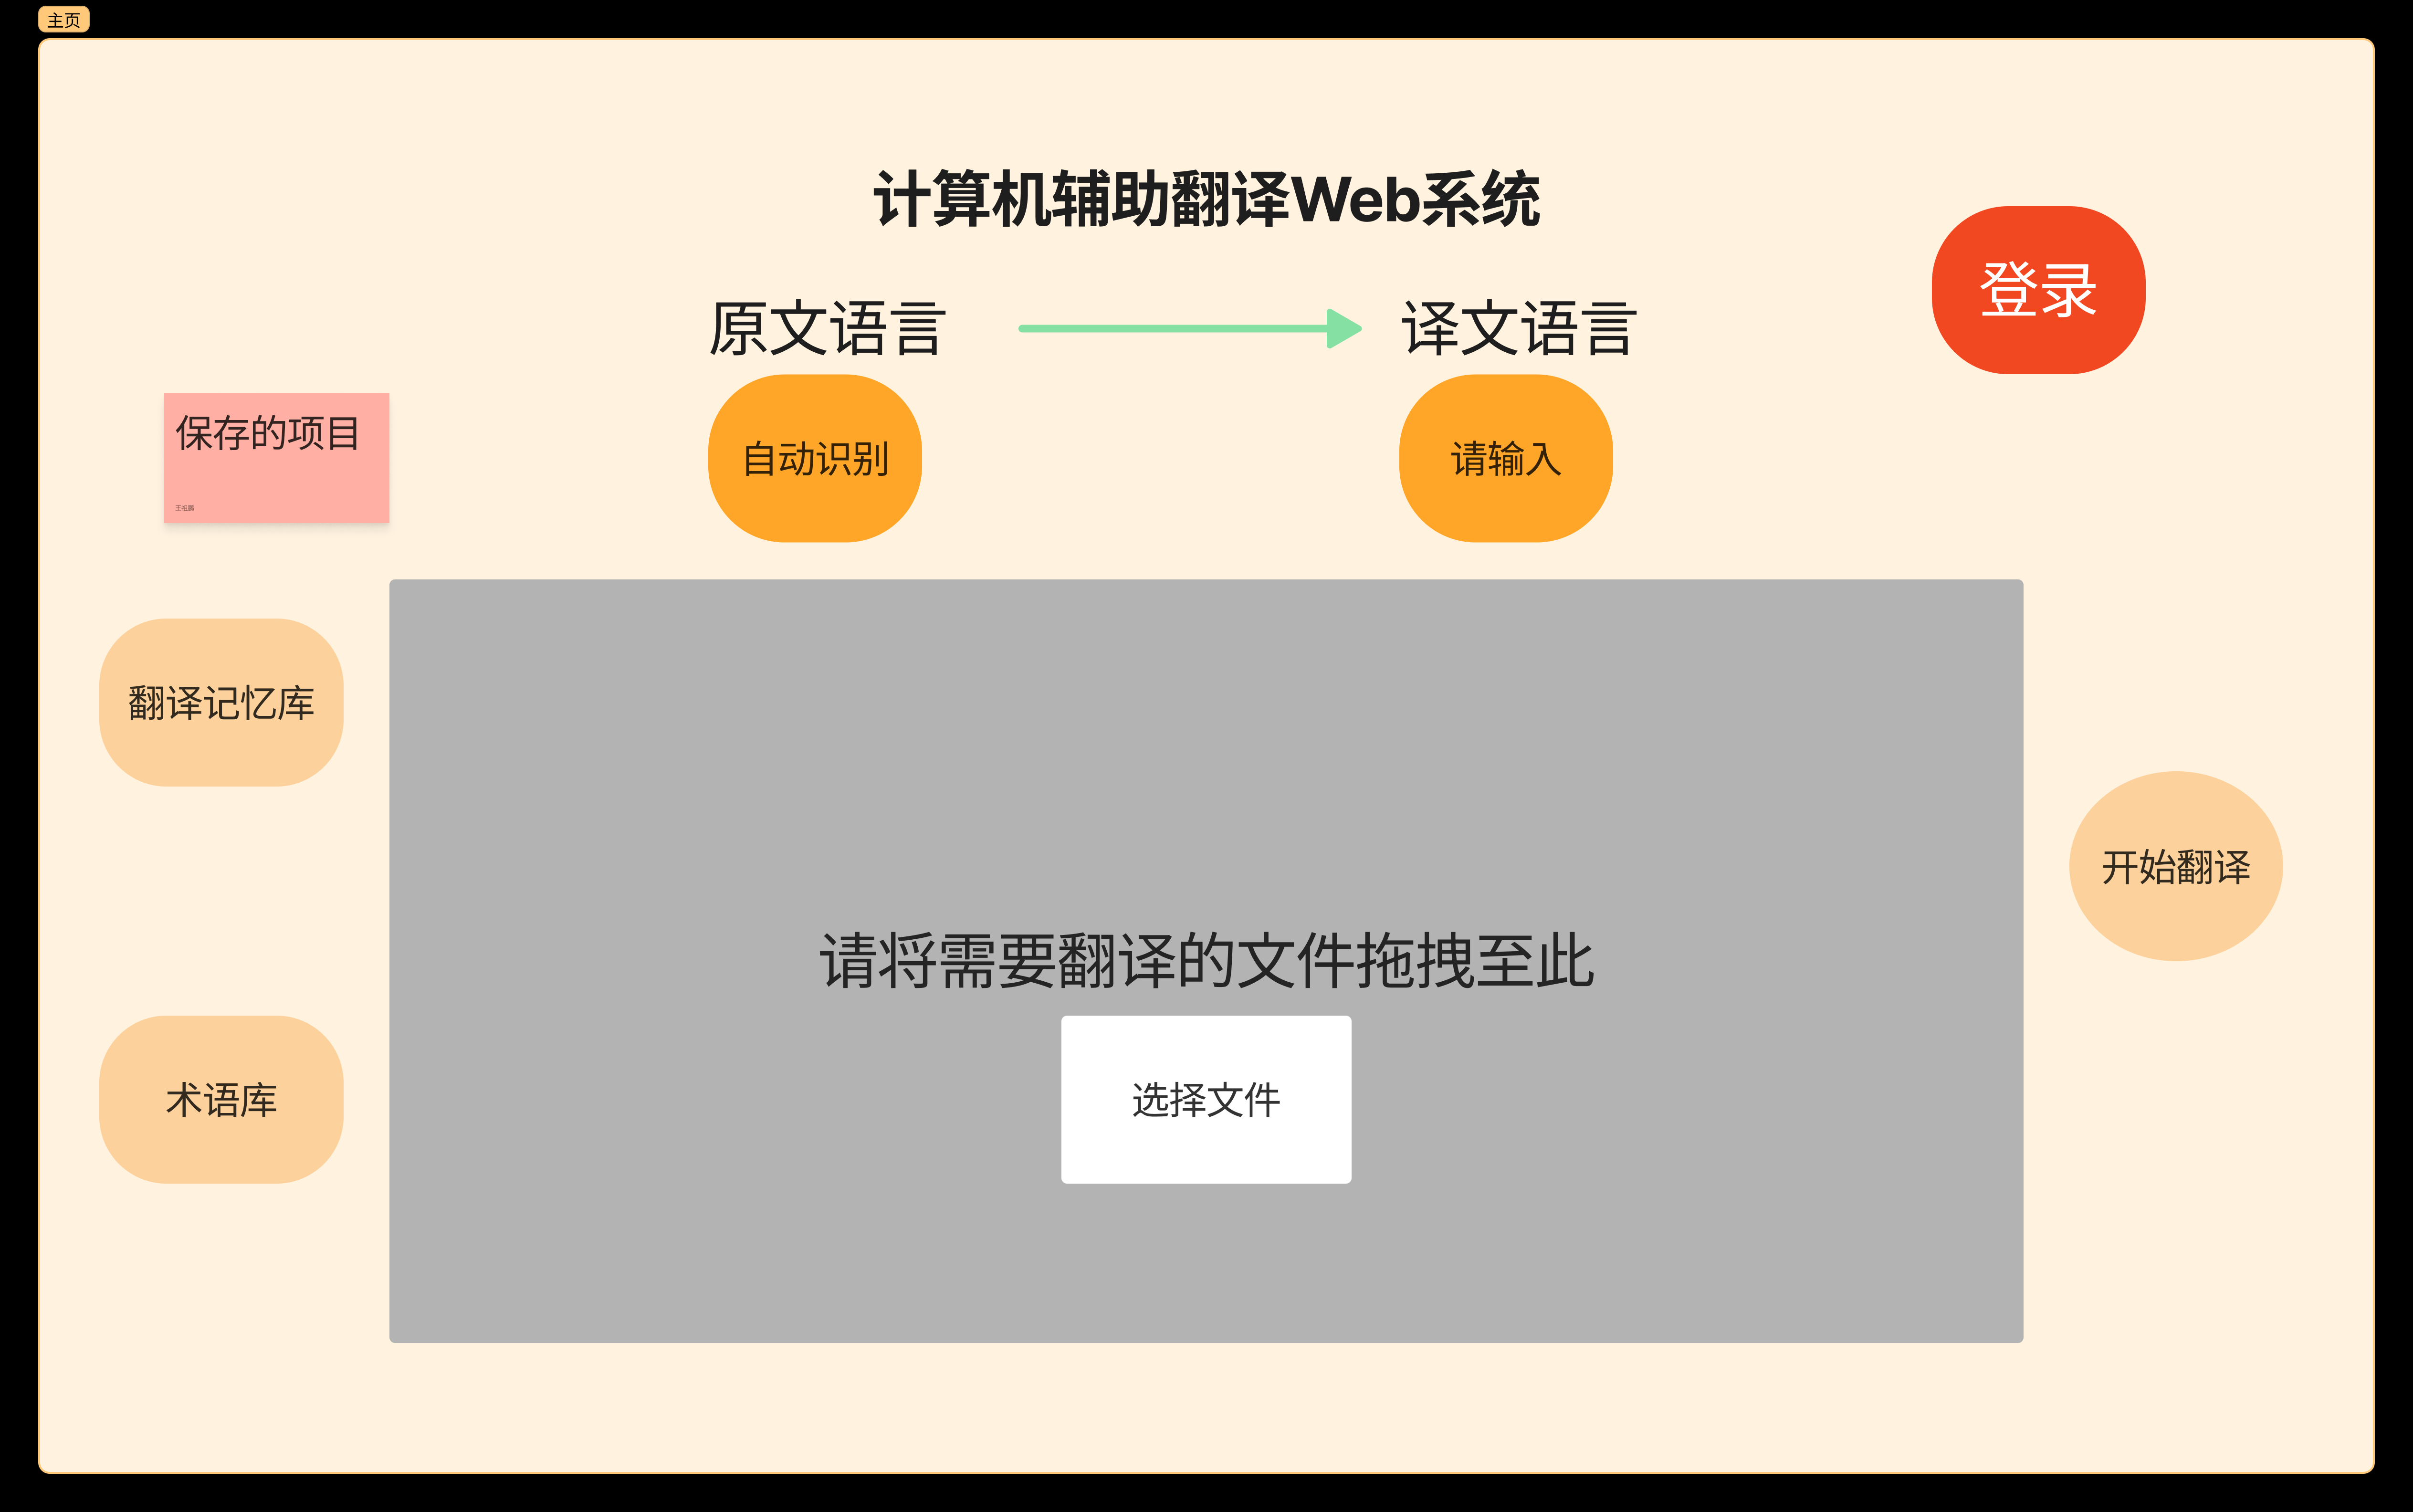 主页
计算机辅助翻译Web系统
登录
原文语言
译文语言
保存的项目
自动识别
请输入
翻译记忆库
开始翻译
请将需要翻译的文件拖拽至此
术语库
选择文件